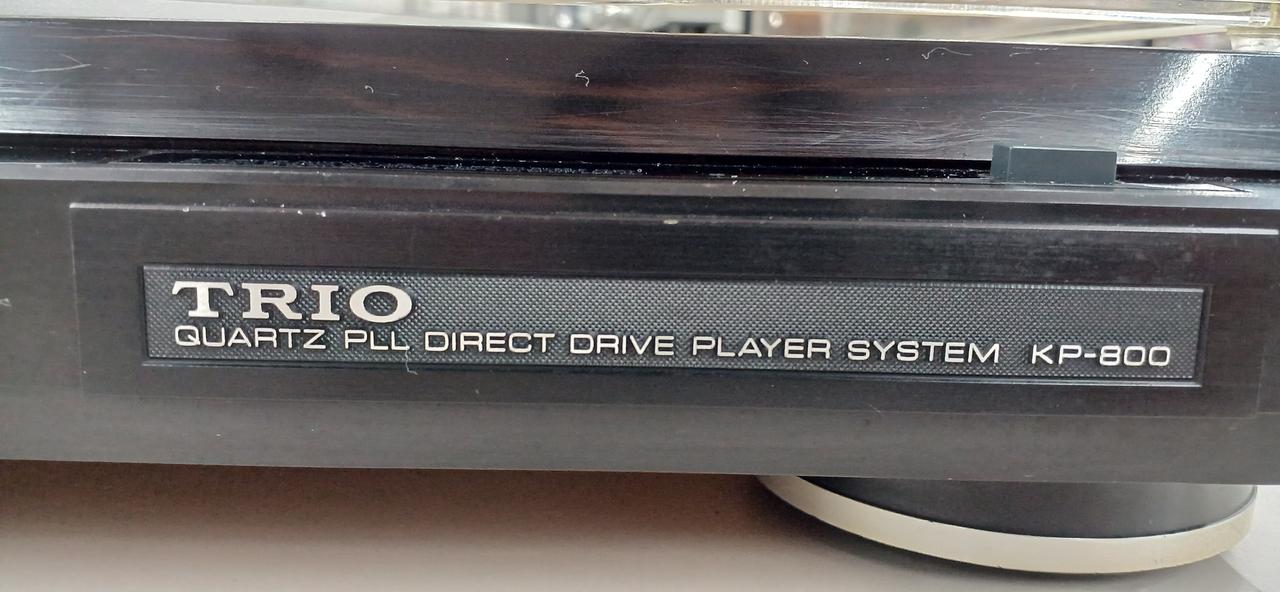 TRIO
QUARTZ PLL DIRECT DRIVE PLAYER SYSTEM KP-800